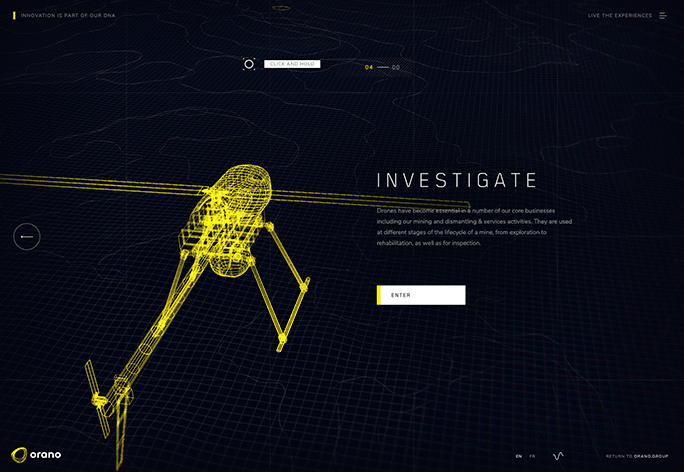 INNOVATION IS PART OF OUR DNA
LIVE THE EXPERIENCES
CLICK AND HOLD
04 00
INVESTIGATE
Drones have become essential in a number of our core businesses
including our mining and dismantling & services activities. They are used
at different stages of the lifecycle of a mine, from exploration to
rehabilitation, as well as for inspection.
ENTER
orano
EN FR
RETURN TO ORANO.GROUP